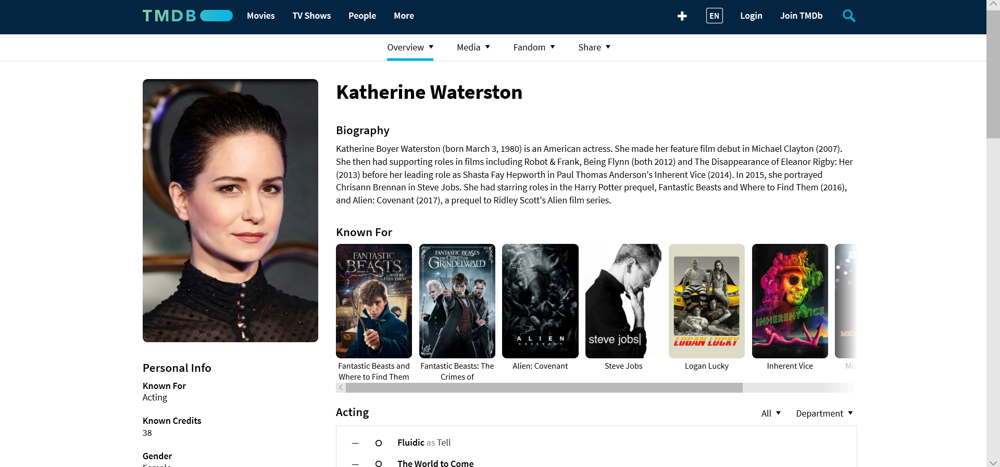 TMDB
Movies
TV Shows
People
More
EN
Login
Join TMDb
Overview
Media
Fandom
Share
Katherine Waterston
Biography
Katherine Boyer Waterston (born March 3, 1980) is an American actress. She made her feature film debut in Michael Clayton (2007).
She then had supporting roles in films including Robot & Frank, Being Flynn (both 2012) and The Disappearance of Eleanor Rigby: Her
(2013) before her leading role as Shasta Fay Hepworth in Paul Thomas Anderson's Inherent Vice (2014). In 2015, she portrayed
Chrisann Brennan in Steve Jobs. She had starring roles in the Harry Potter prequel, Fantastic Beasts and Where to Find Them (2016),
and Alien: Covenant (2017), a prequel to Ridley Scott's Alien film series.
Known For
FANTASTIC
BEASTS
AND WHERE
TO FIND THEM
FANTASTIC BEASTS
THE CRIMES OF
GRINDELWALD
ALIEN
COVENANT
steve jobs
LOGAN LUCKY
INHERENT VICE
MIC
Fantastic Beasts and
Where to Find Them
Fantastic Beasts: The
Crimes of
Alien: Covenant
Steve Jobs
Logan Lucky
Inherent Vice
Mic
Personal Info
Known For
Acting
Known Credits
38
Gender
Female
Acting
All
Department
— Fluidic as Tell
— The World to Come